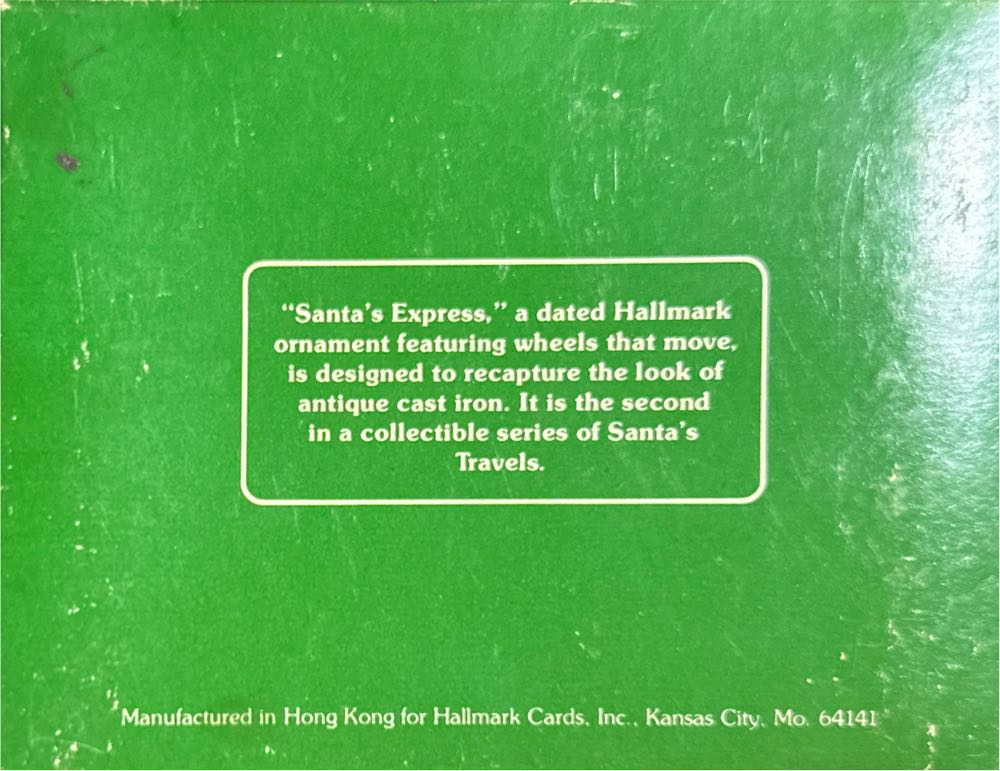 “Santa’s Express,” a dated Hallmark
ornament featuring wheels that move,
is designed to recapture the look of
antique cast iron. It is the second
in a collectible series of Santa’s
Travels.
Manufactured in Hong Kong for Hallmark Cards, Inc., Kansas City, Mo. 64141